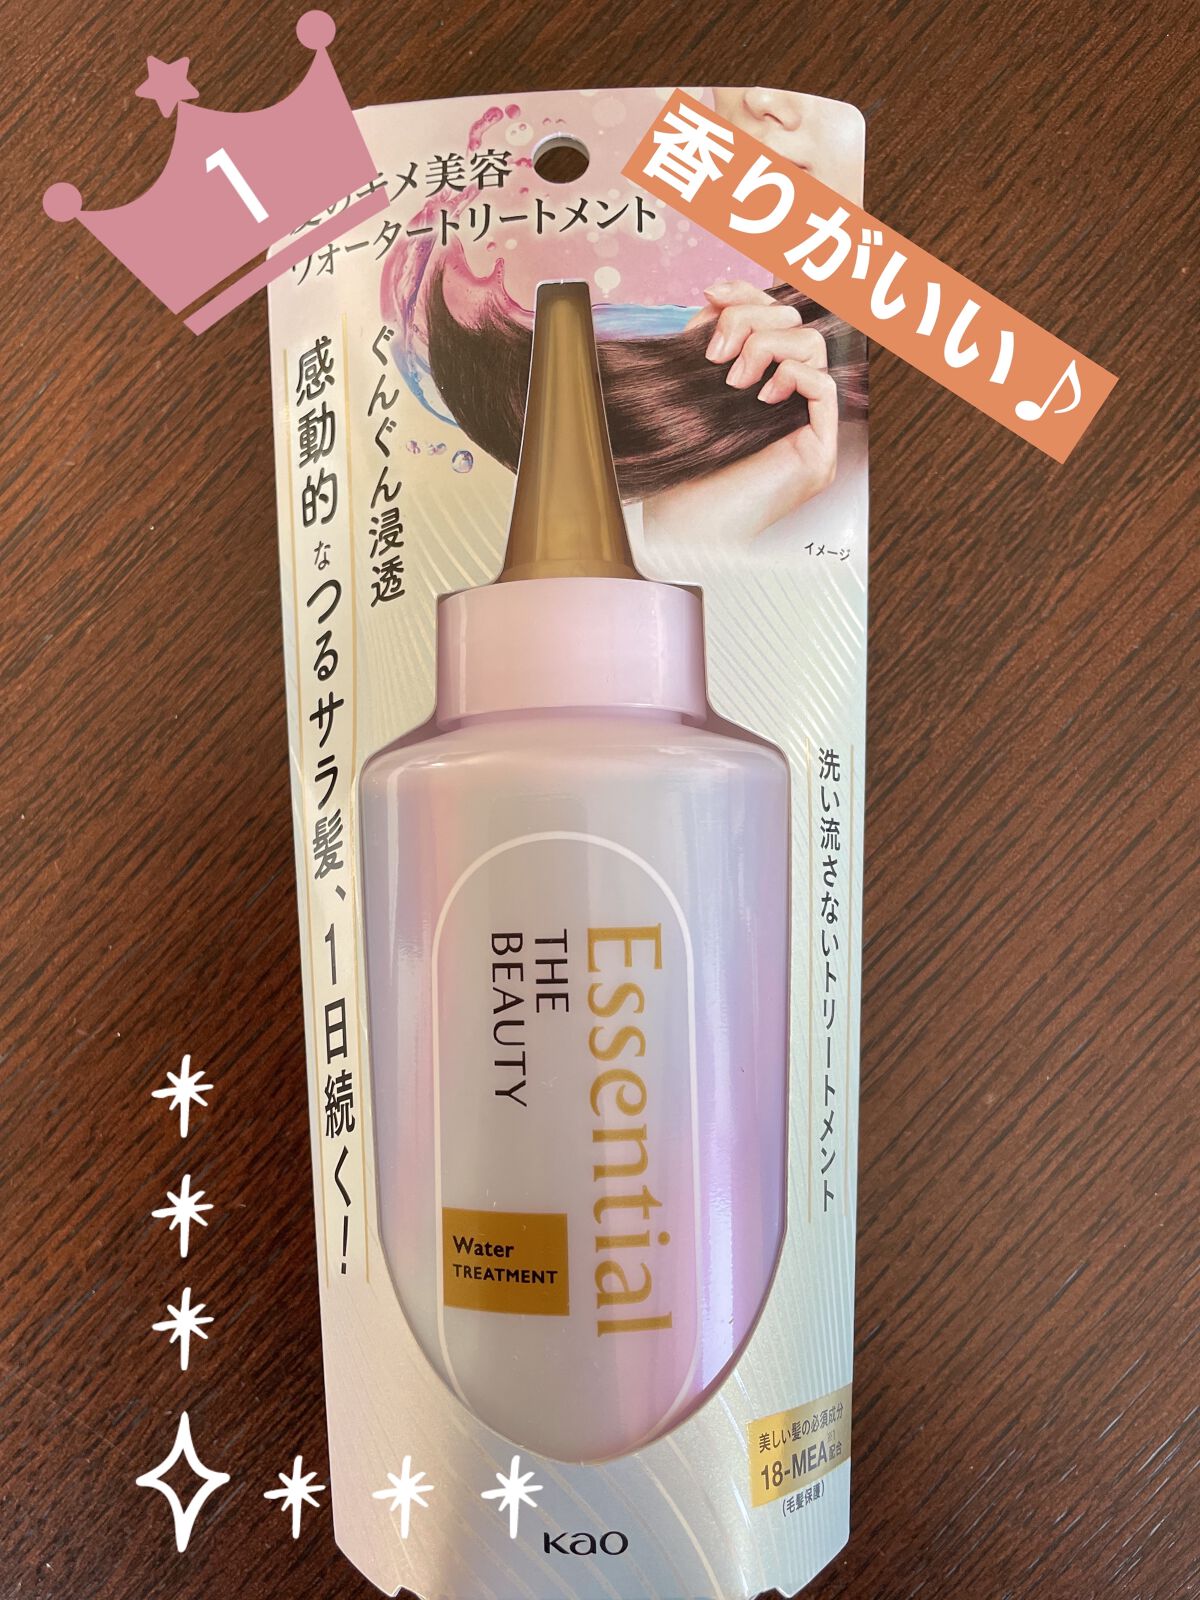 1
香りがいい♪
髪のキメ美容
ウォータートリートメント
ぐんぐん浸透
感動的なつるサラ髪、1日続く!
イメージ
洗い流さないトリートメント
Essential
THE
BEAUTY
Water
TREATMENT
美しい髪の必須成分
18-MEA 配合
(毛髪保護)
Kao